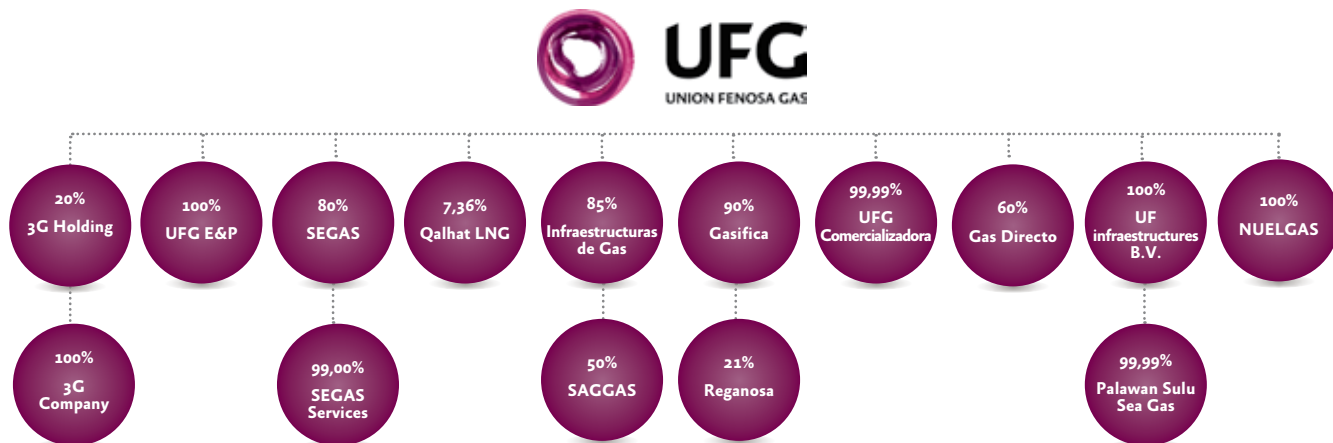 UFG
UNION FENOSA GAS
20%
3G Holding
100%
UFG E&P
80%
SEGAS
7,36%
Qalhat LNG
85%
Infraestructuras
de Gas
90%
Gasifica
99,99%
UFG
Comercializadora
60%
Gas Directo
100%
UF
infraestructures
B.V.
100%
NUELGAS
100%
3G
Company
99,00%
SEGAS
Services
50%
SAGGAS
21%
Reganosa
99,99%
Palawan Sulu
Sea Gas